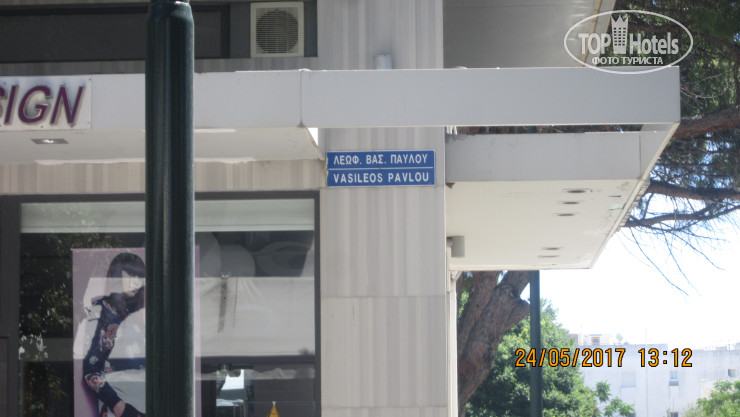 TOP Hotels
ФОТО ТУРИСТА
SIGN
ΛΕΩΦ. ΒΑΣ. ΠΑΥΛΟΥ
VASILEOS PAVLOU
24/05/2017 13:12